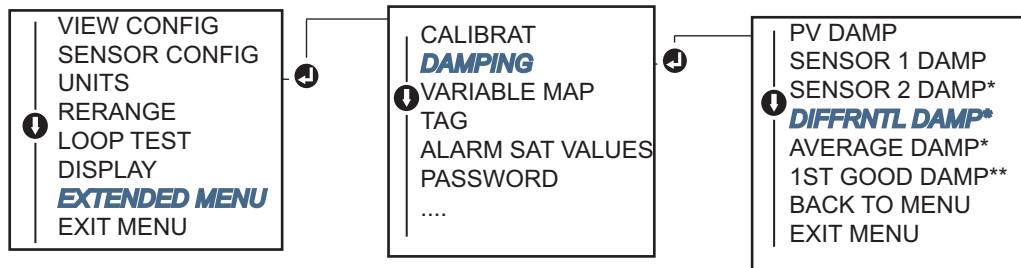 VIEW CONFIG
SENSOR CONFIG
UNITS
RERANGE
LOOP TEST
DISPLAY
EXTENDED MENU
EXIT MENU
CALIBRAT
DAMPING
VARIABLE MAP
TAG
ALARM SAT VALUES
PASSWORD
....
PV DAMP
SENSOR 1 DAMP
SENSOR 2 DAMP*
DIFFRNTL DAMP*
AVERAGE DAMP*
1ST GOOD DAMP**
BACK TO MENU
EXIT MENU